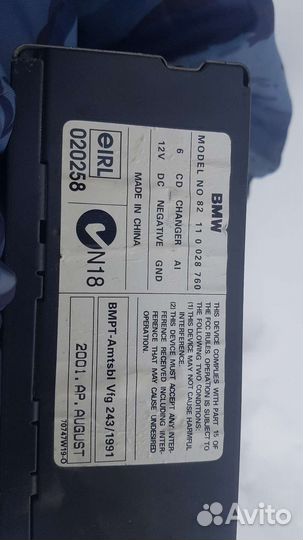 BMW
MODEL NO 82 11 0 028 760
6 CD CHANGER AI
12V DC NEGATIVE GND
MADE IN CHINA
eIRL
020258
N18
THIS DEVICE COMPLIES WITH PART 15 OF
THE FCC RULES. OPERATION IS SUBJECT TO
THE FOLLOWING TWO CONDITIONS:
(1) THIS DEVICE MAY NOT CAUSE HARMFUL
INTERFERENCE.
(2) THIS DEVICE MUST ACCEPT ANY INTER-
FERENCE RECEIVED INCLUDING INTER-
FERENCE THAT MAY CAUSE UNDESIRED
OPERATION.
BMPT-Amtsbl Vfg 243/1991
2001. AP. AUGUST
70747W19-0
Avito